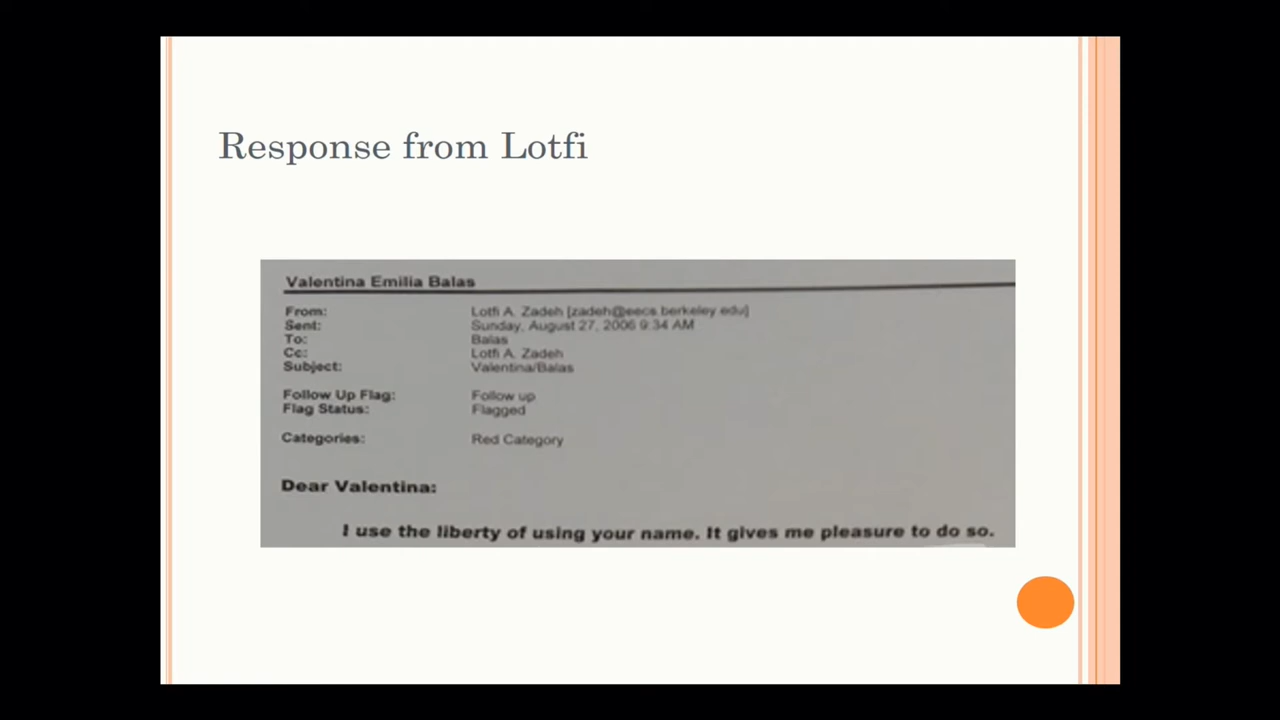 Response from Lotfi
Valentina Emilia Balas
From: Lotfi A. Zadeh [zadeh@eecs.berkeley.edu]
Sent: Sunday, August 27, 2006 9:34 AM
To: Balas
Cc: Lotfi A. Zadeh
Subject: Valentina/Balas
Follow Up Flag: Follow up
Flag Status: Flagged
Categories: Red Category
Dear Valentina:
I use the liberty of using your name. It gives me pleasure to do so.